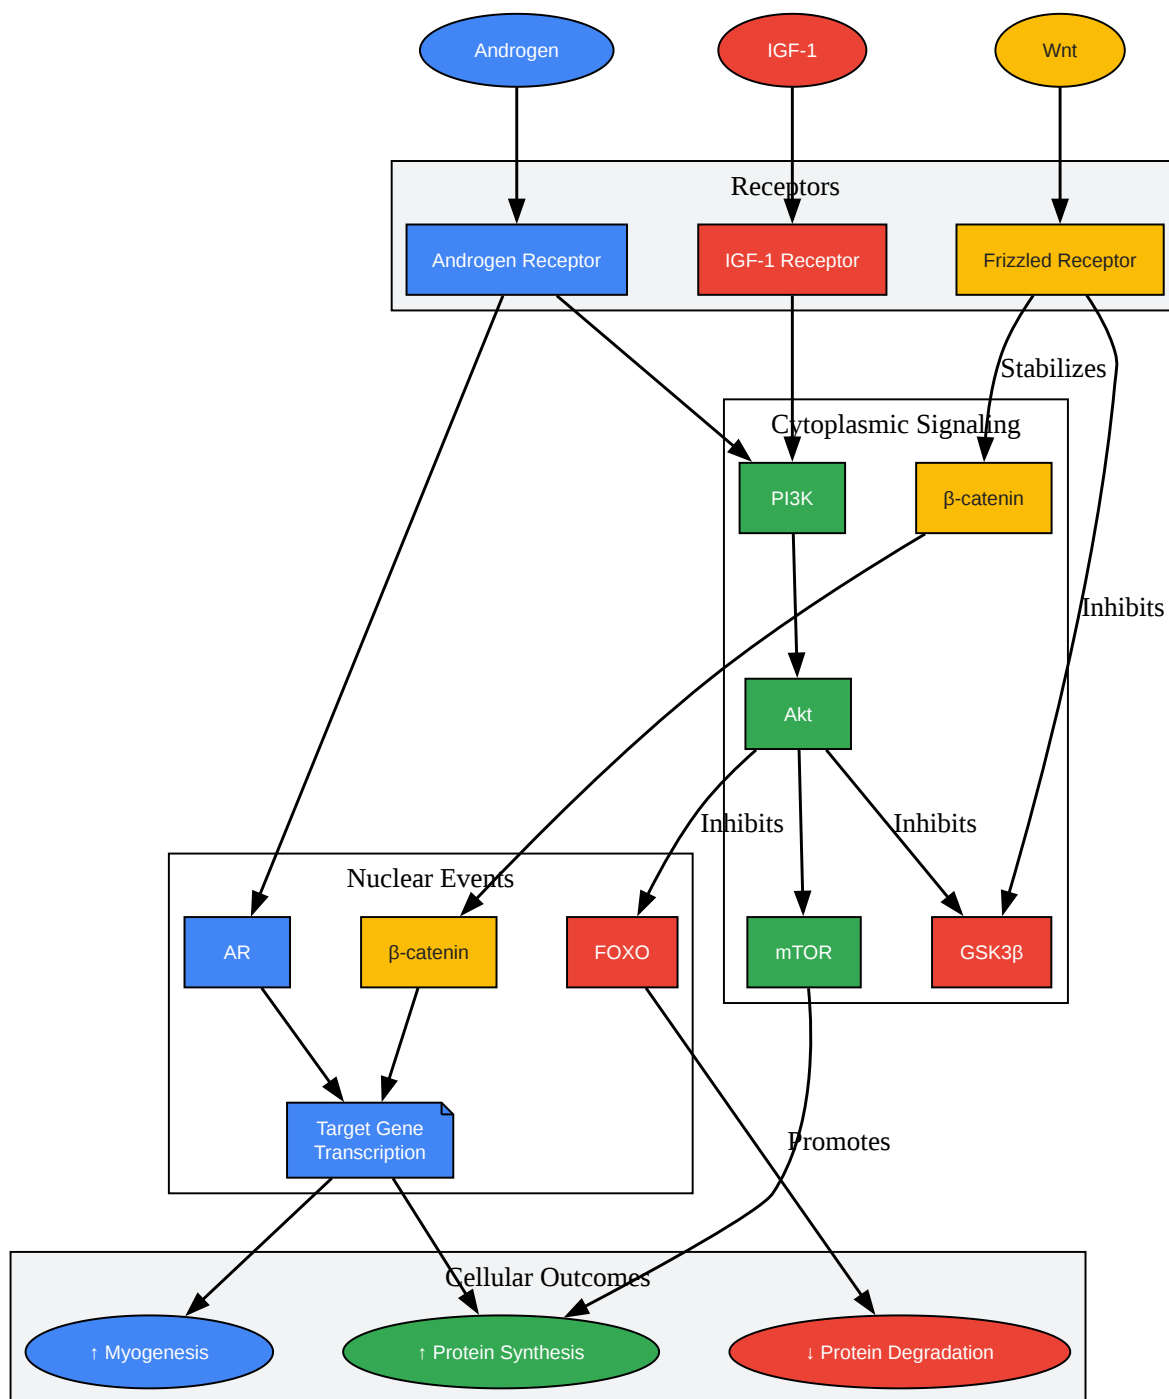 Androgen
IGF-1
Wnt
Receptors
Androgen Receptor
IGF-1 Receptor
Frizzled Receptor
Stabilizes
Cytoplasmic Signaling
PI3K
β-catenin
Inhibits
Akt
Inhibits
Inhibits
Nuclear Events
AR
β-catenin
FOXO
mTOR
GSK3β
Target Gene
Transcription
Promotes
Cellular Outcomes
↑ Myogenesis
↑ Protein Synthesis
↓ Protein Degradation